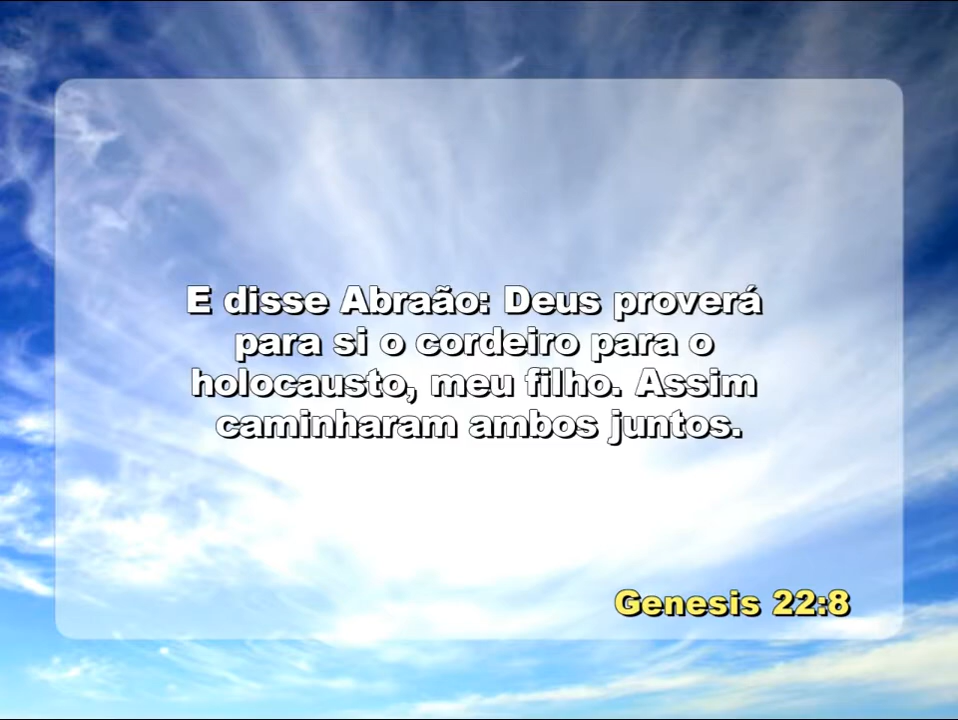 E disse Abraão: Deus proverá
para si o cordeiro para o
holocausto, meu filho. Assim
caminharam ambos juntos.
Genesis 22:8